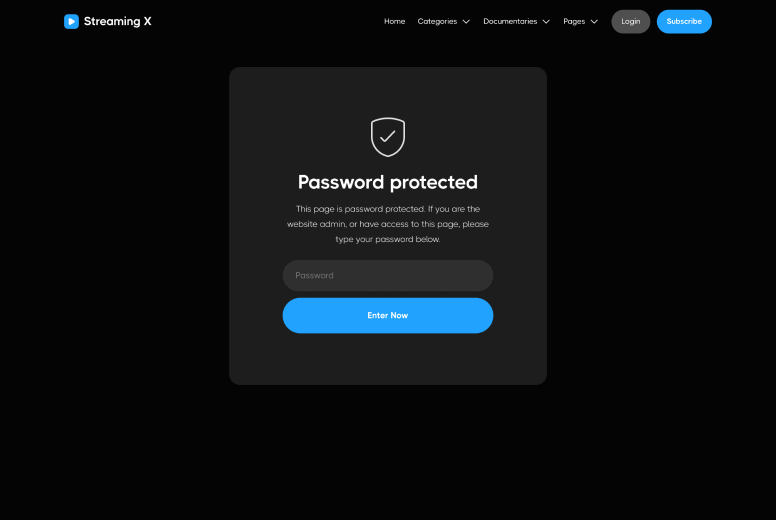 Streaming X
Home Categories Documentaries Pages Login Subscribe
Password protected
This page is password protected. If you are the
website admin, or have access to this page, please
type your password below.
Password
Enter Now